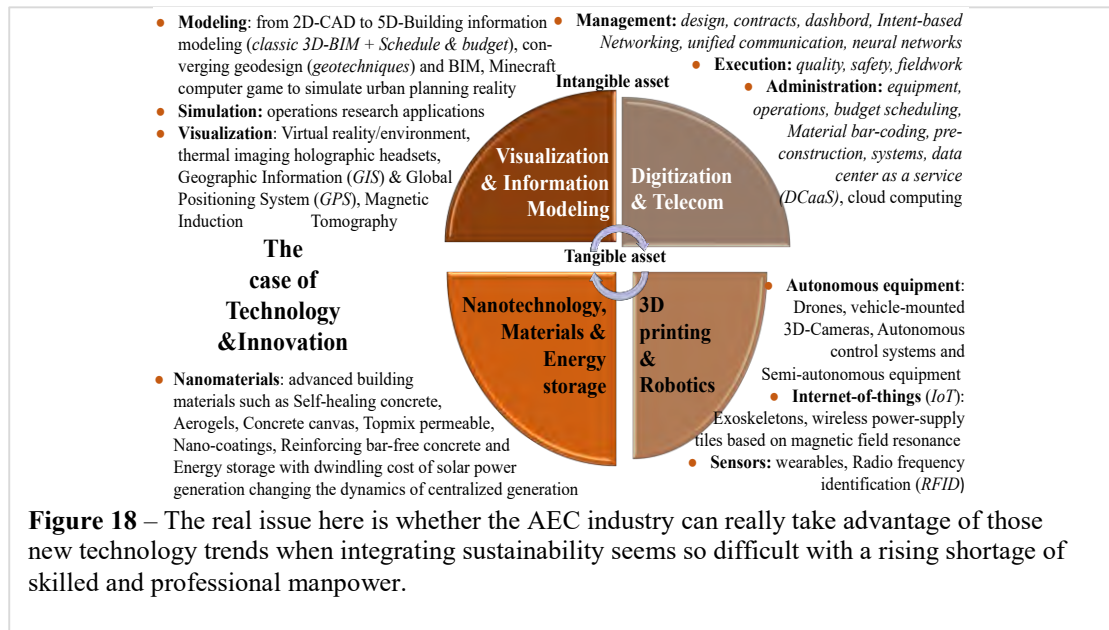 ● Modeling: from 2D-CAD to 5D-Building information
modeling (classic 3D-BIM + Schedule & budget), con-
verging geodesign (geotechniques) and BIM, Minecraft
computer game to simulate urban planning reality
● Simulation: operations research applications
● Visualization: Virtual reality/environment,
thermal imaging holographic headsets,
Geographic Information (GIS) & Global
Positioning System (GPS), Magnetic
Induction Tomography
● Management: design, contracts, dashbord, Intent-based
Networking, unified communication, neural networks
● Execution: quality, safety, fieldwork
● Administration: equipment,
operations, budget scheduling,
Material bar-coding, pre-
construction, systems, data
center as a service
(DCaaS), cloud computing
Intangible asset
Visualization
& Information
Modeling
Digitization
& Telecom
Tangible asset
The
case of
Technology
&Innovation
Nanotechnology,
Materials &
Energy
storage
3D
printing
&
Robotics
● Nanomaterials: advanced building
materials such as Self-healing concrete,
Aerogels, Concrete canvas, Topmix permeable,
Nano-coatings, Reinforcing bar-free concrete and
Energy storage with dwindling cost of solar power
generation changing the dynamics of centralized generation
● Autonomous equipment:
Drones, vehicle-mounted
3D-Cameras, Autonomous
control systems and
Semi-autonomous equipment
● Internet-of-things (IoT):
Exoskeletons, wireless power-supply
tiles based on magnetic field resonance
● Sensors: wearables, Radio frequency
identification (RFID)
Figure 18 – The real issue here is whether the AEC industry can really take advantage of those
new technology trends when integrating sustainability seems so difficult with a rising shortage of
skilled and professional manpower.